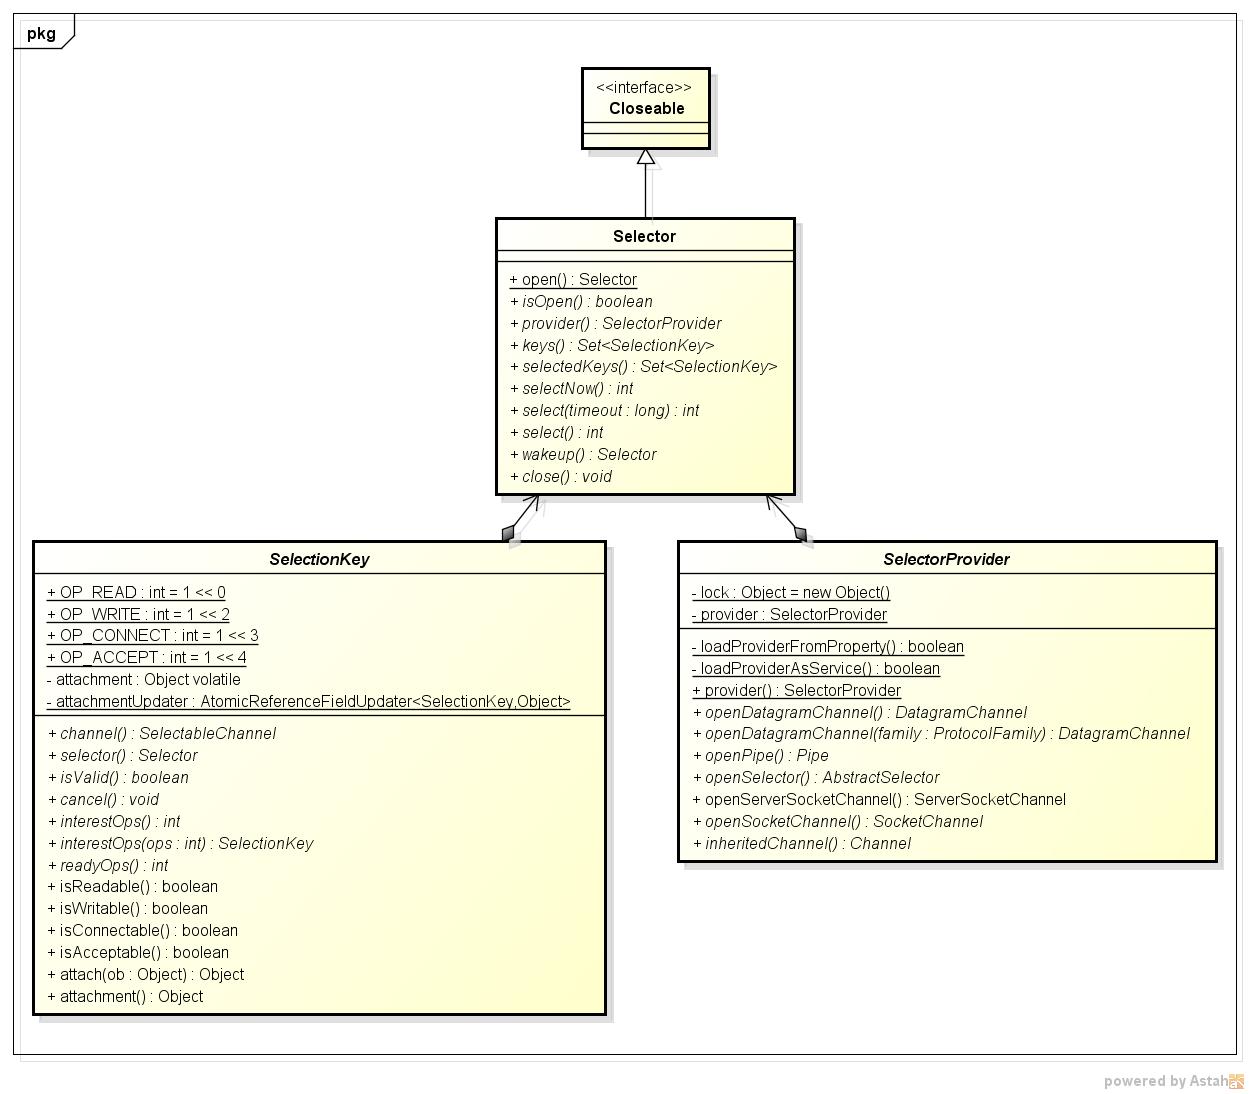 pkg
<<interface>>
Closeable
Selector
+ open() : Selector
+ isOpen() : boolean
+ provider() : SelectorProvider
+ keys() : Set<SelectionKey>
+ selectedKeys() : Set<SelectionKey>
+ selectNow() : int
+ select(timeout : long) : int
+ select() : int
+ wakeup() : Selector
+ close() : void
SelectionKey
+ OP_READ : int = 1 << 0
+ OP_WRITE : int = 1 << 2
+ OP_CONNECT : int = 1 << 3
+ OP_ACCEPT : int = 1 << 4
- attachment : Object volatile
- attachmentUpdater : AtomicReferenceFieldUpdater<SelectionKey,Object>
+ channel() : SelectableChannel
+ selector() : Selector
+ isValid() : boolean
+ cancel() : void
+ interestOps() : int
+ interestOps(ops : int) : SelectionKey
+ readyOps() : int
+ isReadable() : boolean
+ isWritable() : boolean
+ isConnectable() : boolean
+ isAcceptable() : boolean
+ attach(ob : Object) : Object
+ attachment() : Object
SelectorProvider
- lock : Object = new Object()
- provider : SelectorProvider
- loadProviderFromProperty() : boolean
- loadProviderAsService() : boolean
+ provider() : SelectorProvider
+ openDatagramChannel() : DatagramChannel
+ openDatagramChannel(family : ProtocolFamily) : DatagramChannel
+ openPipe() : Pipe
+ openSelector() : AbstractSelector
+ openServerSocketChannel() : ServerSocketChannel
+ openSocketChannel() : SocketChannel
+ inheritedChannel() : Channel
powered by Astah